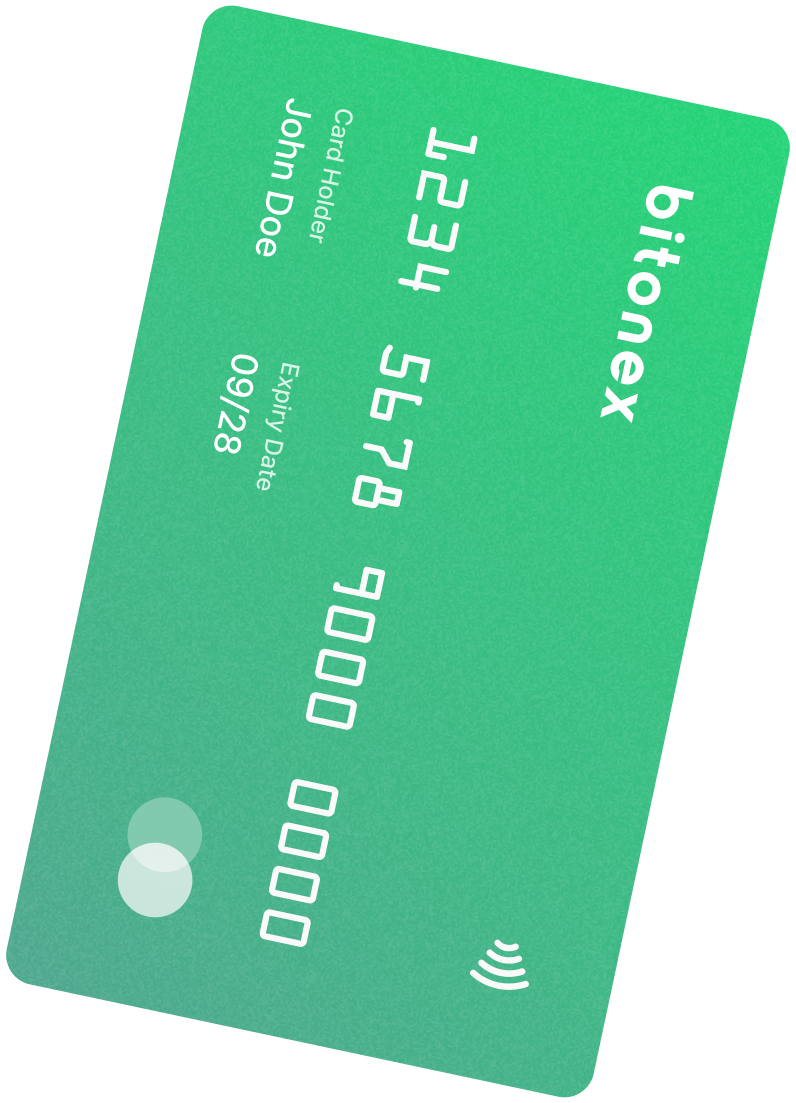 bitonex
1234 5678 9000 0000
Card Holder
John Doe
Expiry Date
09/28